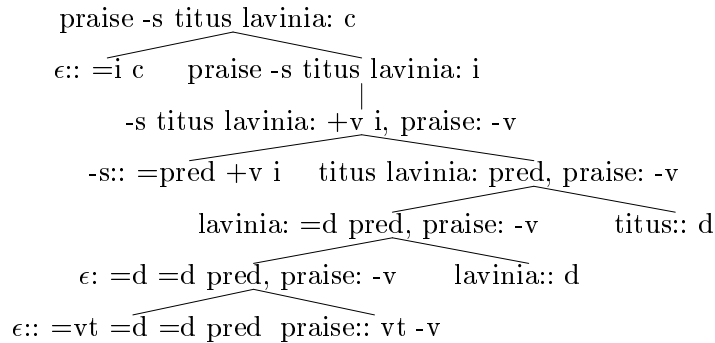 praise -s titus lavinia: c
ϵ:: =i c praise -s titus lavinia: i
-s titus lavinia: +v i, praise: -v
-s:: =pred +v i titus lavinia: pred, praise: -v
lavinia: =d pred, praise: -v titus:: d
ϵ: =d =d pred, praise: -v lavinia:: d
ϵ:: =vt =d =d pred praise:: vt -v